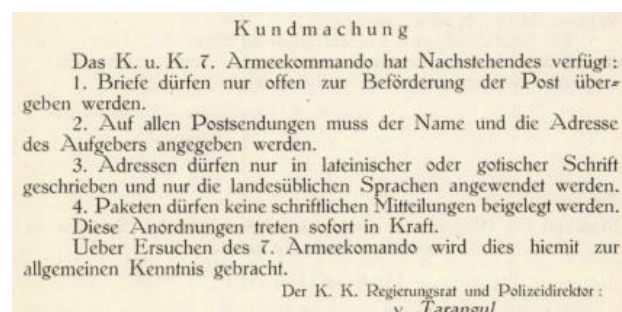 Kundmachung
Das K. u. K. 7. Armeekommando hat Nachstehendes verfügt:
1. Briefe dürfen nur offen zur Beförderung der Post über=
geben werden.
2. Auf allen Postsendungen muss der Name und die Adresse
des Aufgebers angegeben werden.
3. Adressen dürfen nur in lateinischer oder gotischer Schrift
geschrieben und nur die landesüblichen Sprachen angewendet werden.
4. Paketen dürfen keine schriftlichen Mitteilungen beigelegt werden.
Diese Anordnungen treten sofort in Kraft.
Ueber Ersuchen des 7. Armeekomando wird dies hiemit zur
allgemeinen Kenntnis gebracht.
Der K. K. Regierungsrat und Polizeidirektor:
v. Tarangul